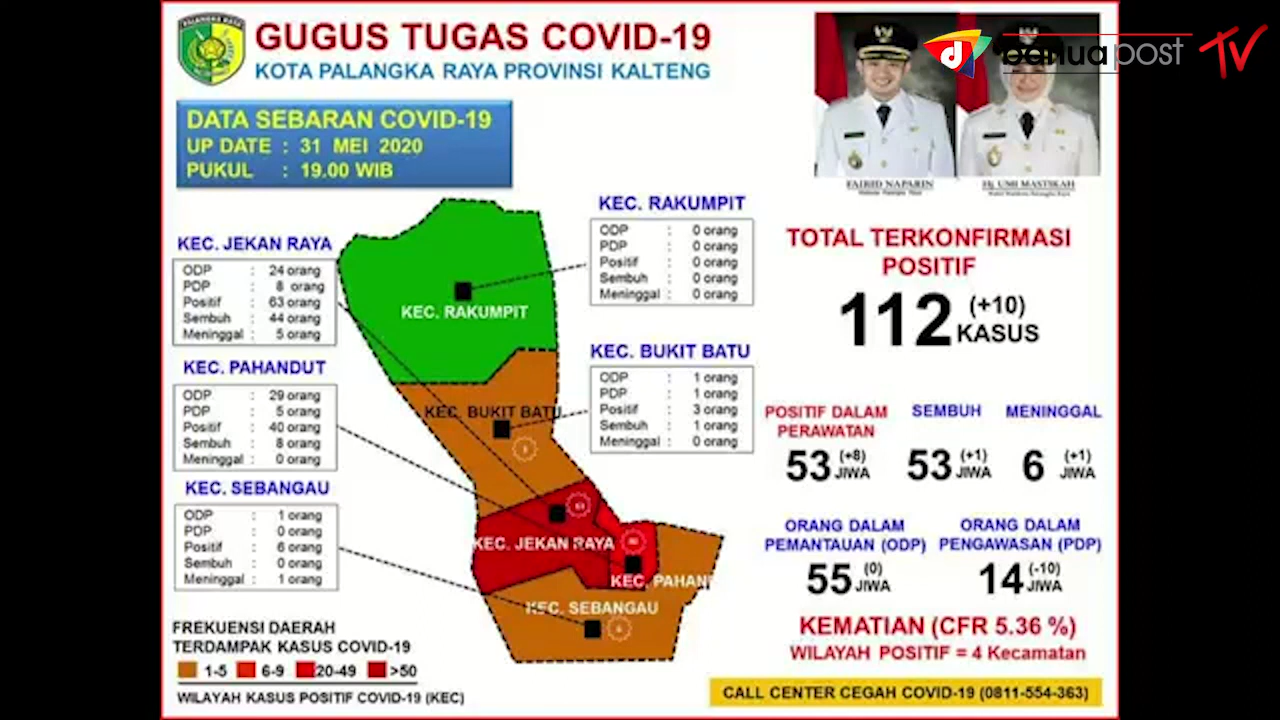 PALANGKA RAYA
GUGUS TUGAS COVID-19
KOTA PALANGKA RAYA PROVINSI KALTENG
banuapost TV
DATA SEBARAN COVID-19
UP DATE : 31 MEI 2020
PUKUL : 19.00 WIB
FAIRID NAPARIN
Hj. UMI MASTIKAH
KEC. JEKAN RAYA
ODP : 24 orang
PDP : 8 orang
Positif : 63 orang
Sembuh : 44 orang
Meninggal : 5 orang
KEC. PAHANDUT
ODP : 29 orang
PDP : 5 orang
Positif : 40 orang
Sembuh : 8 orang
Meninggal : 0 orang
KEC. SEBANGAU
ODP : 1 orang
PDP : 0 orang
Positif : 6 orang
Sembuh : 0 orang
Meninggal : 1 orang
KEC. RAKUMPIT
ODP : 0 orang
PDP : 0 orang
Positif : 0 orang
Sembuh : 0 orang
Meninggal : 0 orang
KEC. BUKIT BATU
ODP : 1 orang
PDP : 1 orang
Positif : 3 orang
Sembuh : 1 orang
Meninggal : 0 orang
KEC. RAKUMPIT
KEC. BUKIT BATU
3
63
KEC. JEKAN RAYA
40
KEC. PAHAN
KEC. SEBANGAU
6
TOTAL TERKONFIRMASI
POSITIF
112 (+10) KASUS
POSITIF DALAM
PERAWATAN
53 (+8) JIWA
SEMBUH
53 (+1) JIWA
MENINGGAL
6 (+1) JIWA
ORANG DALAM
PEMANTAUAN (ODP)
55 (0) JIWA
ORANG DALAM
PENGAWASAN (PDP)
14 (-10) JIWA
KEMATIAN (CFR 5.36 %)
WILAYAH POSITIF = 4 Kecamatan
CALL CENTER CEGAH COVID-19 (0811-554-363)
FREKUENSI DAERAH
TERDAMPAK KASUS COVID-19
1-5 6-9 20-49 >50
WILAYAH KASUS POSITIF COVID-19 (KEC)